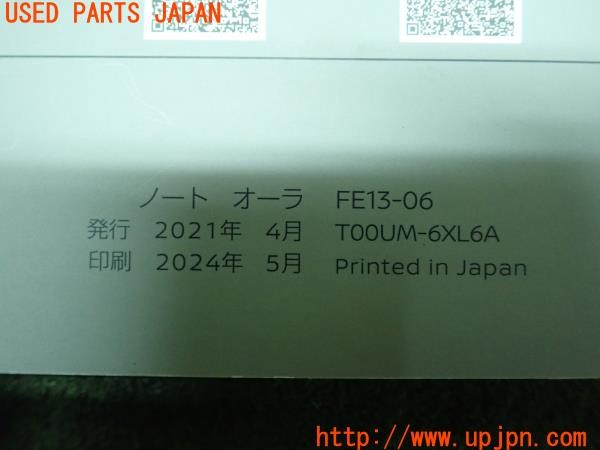 USED PARTS JAPAN
ノート オーラ FE13-06
発行 2021年 4月 T00UM-6XL6A
印刷 2024年 5月 Printed in Japan
http://www.upjpn.com/